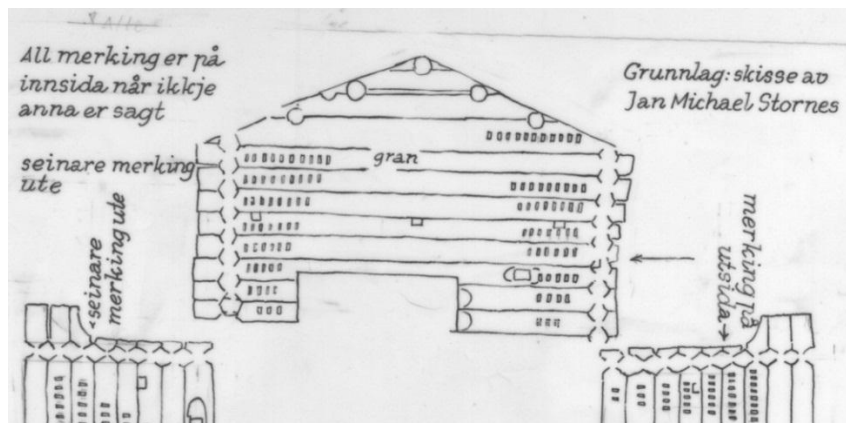 All merking er på
innsida når ikkje
anna er sagt
seinare merking
ute
gran
Grunnlag: skisse av
Jan Michael Stornes
seinare
merking ute
merking på
utsida